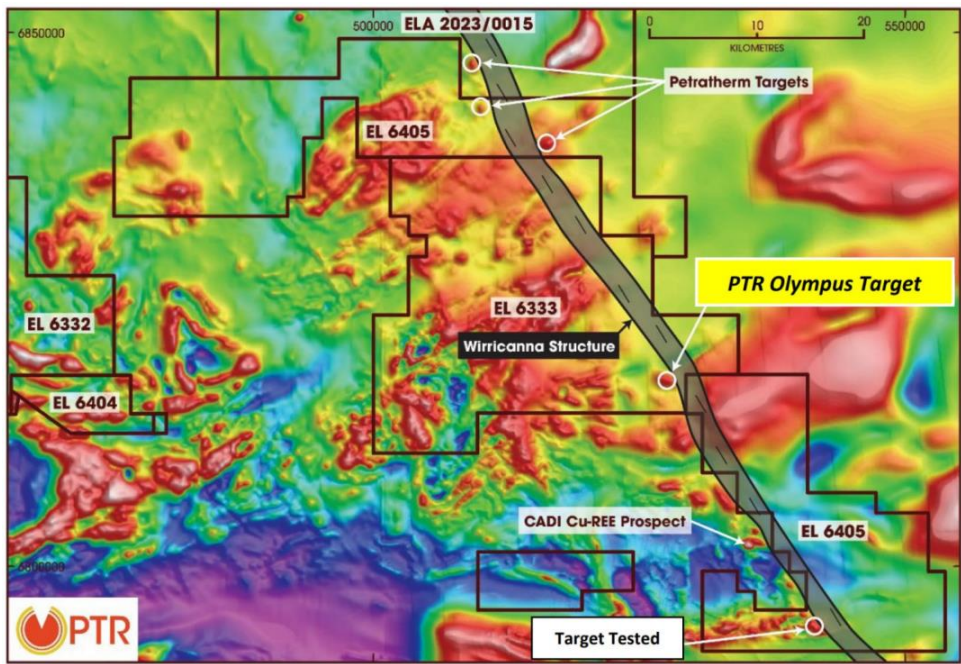 6850000
500000
ELA 2023/0015
0
10
20
550000
KILOMETRES
Petratherm Targets
EL 6405
PTR Olympus Target
EL 6333
EL 6332
Wirricanna Structure
EL 6404
CADI Cu-REE Prospect
EL 6405
6800000
PTR
Target Tested